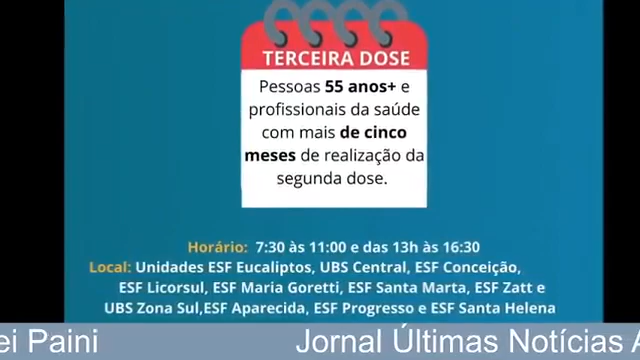 TERCEIRA DOSE
Pessoas 55 anos+ e
profissionais da saúde
com mais de cinco
meses de realização da
segunda dose.
Horário: 7:30 às 11:00 e das 13h às 16:30
Local: Unidades ESF Eucaliptos, UBS Central, ESF Conceição,
ESF Licorsul, ESF Maria Goretti, ESF Santa Marta, ESF Zatt e
UBS Zona Sul,ESF Aparecida, ESF Progresso e ESF Santa Helena
ei Paini Jornal Últimas Notícias A